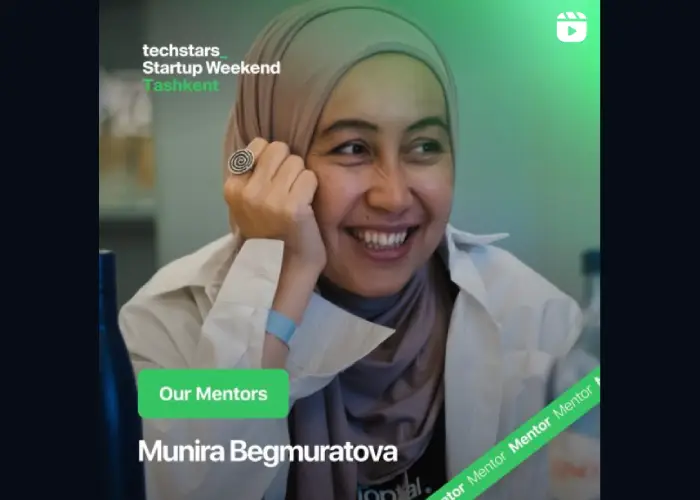 techstars_
Startup Weekend
Tashkent
Our Mentors
Munira Begmuratova
Mentor Mentor Mentor